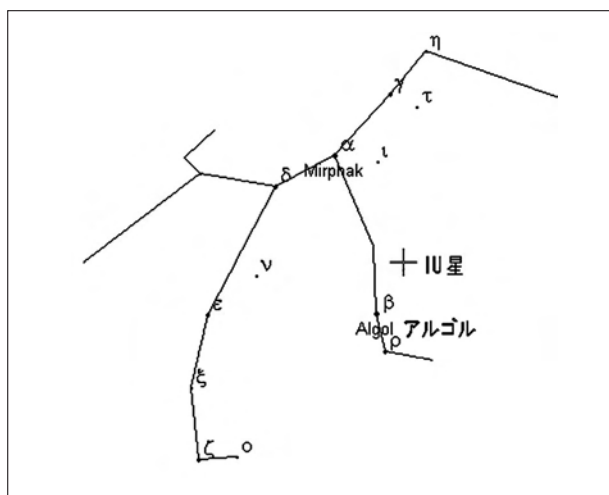 η
γ
τ
α
ι
Mirphak
δ
ν
IU星
ε
β
Algol アルゴル
ρ
ξ
ζ
ο